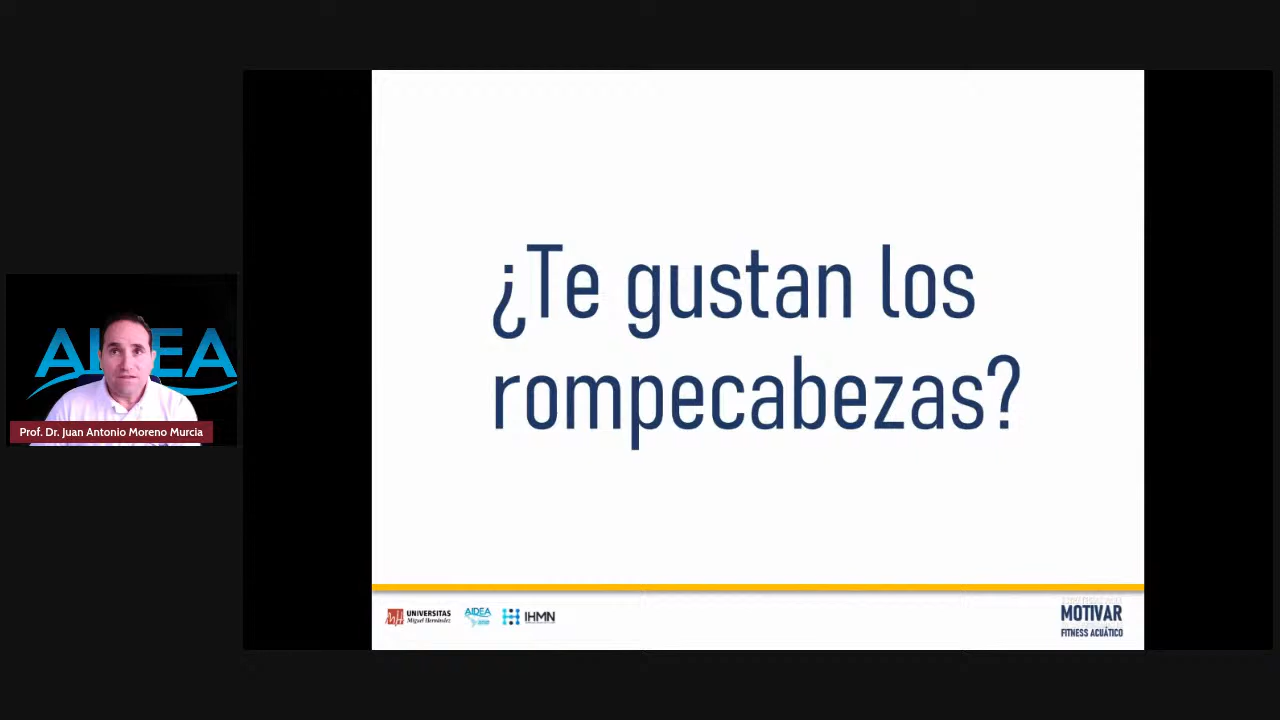 ¿Te gustan los
rompecabezas?
AIDEA
Prof. Dr. Juan Antonio Moreno Murcia
UNIVERSITAS
Miguel Hernández
AIDEA
IHMN
MOTIVAR
FITNESS ACUÁTICO